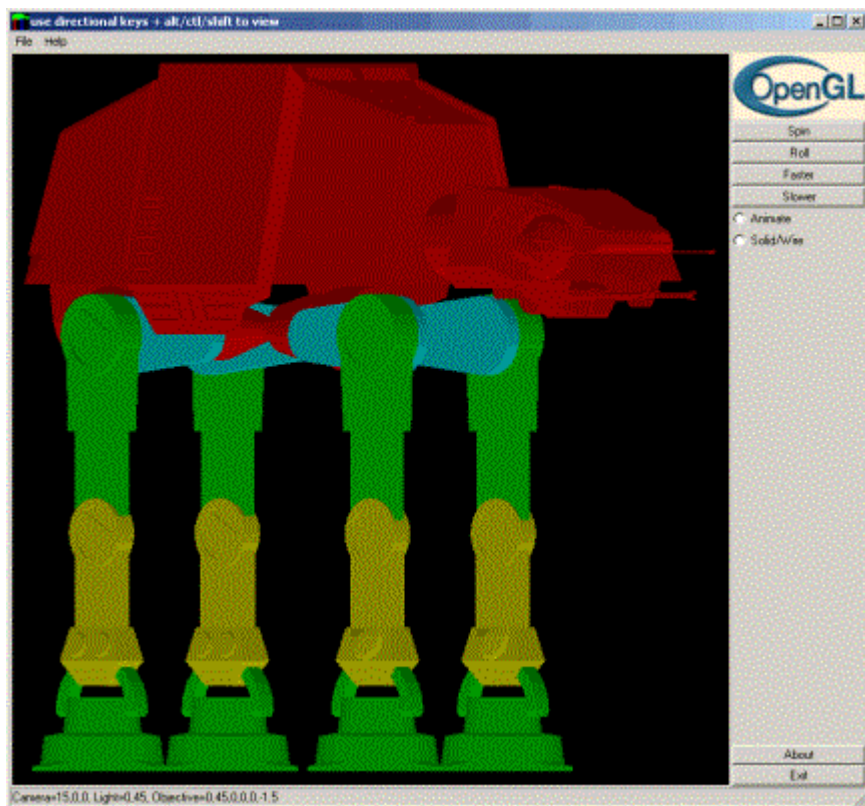 use directional keys + alt/ctl/shift to view
File Help
OpenGL
Spin
Roll
Faster
Slower
Animate
Solid/Wire
About
Exit
Camera=15,0,0, Light=0,45, Objective=0,45,0,0,0,-1.5